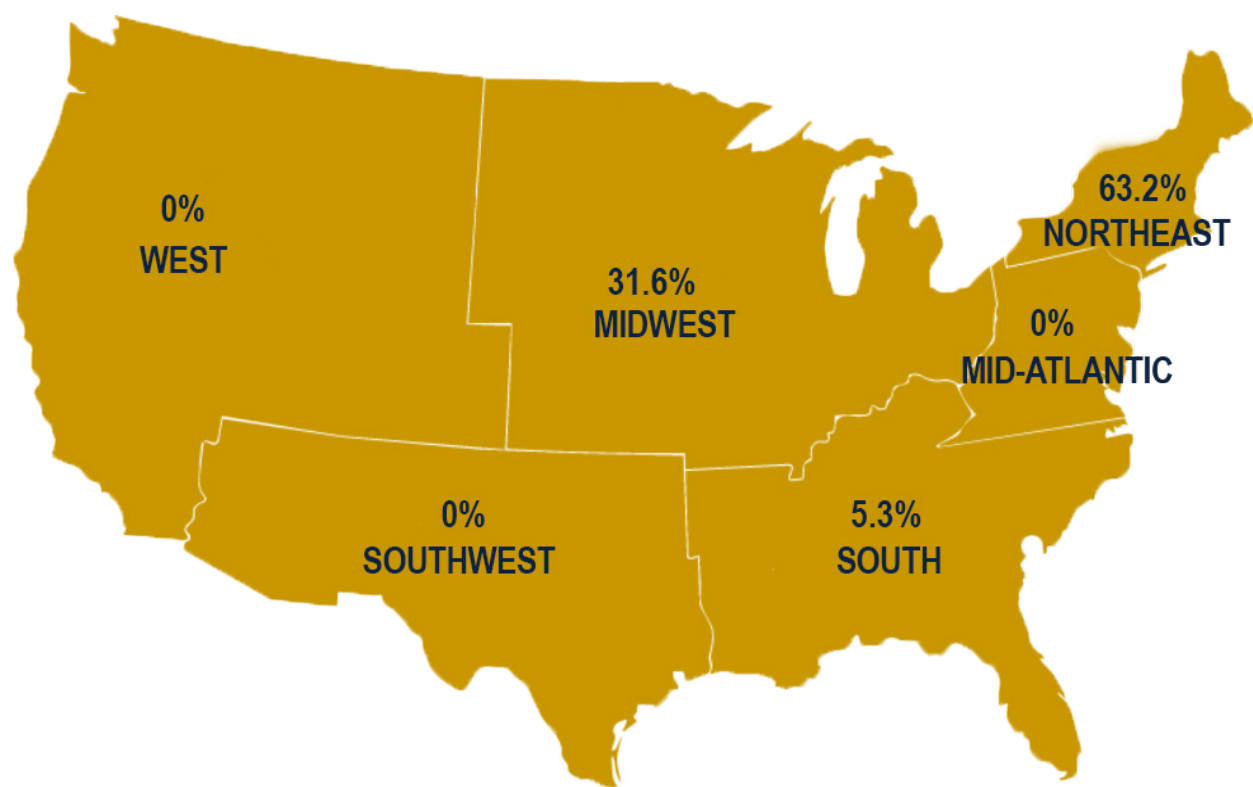 63.2%
NORTHEAST
0%
WEST
31.6%
MIDWEST
0%
MID-ATLANTIC
0%
SOUTHWEST
5.3%
SOUTH